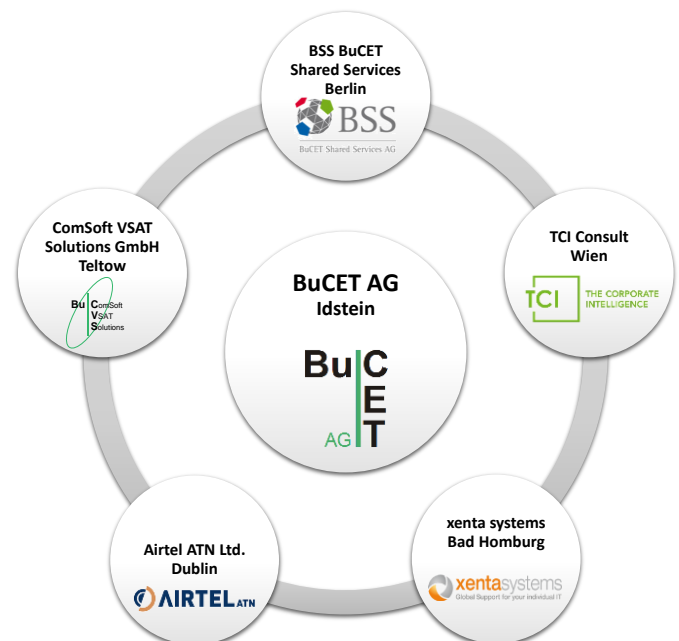 BSS BuCET
Shared Services
Berlin
BSS
BuCET Shared Services AG
ComSoft VSAT
Solutions GmbH
Teltow
Bu ComSoft
VSAT
Solutions
TCI Consult
Wien
TCI THE CORPORATE
INTELLIGENCE
BuCET AG
Idstein
Bu C
E
AG T
Airtel ATN Ltd.
Dublin
AIRTEL ATN
xenta systems
Bad Homburg
xentasystems
Global Support for your individual IT